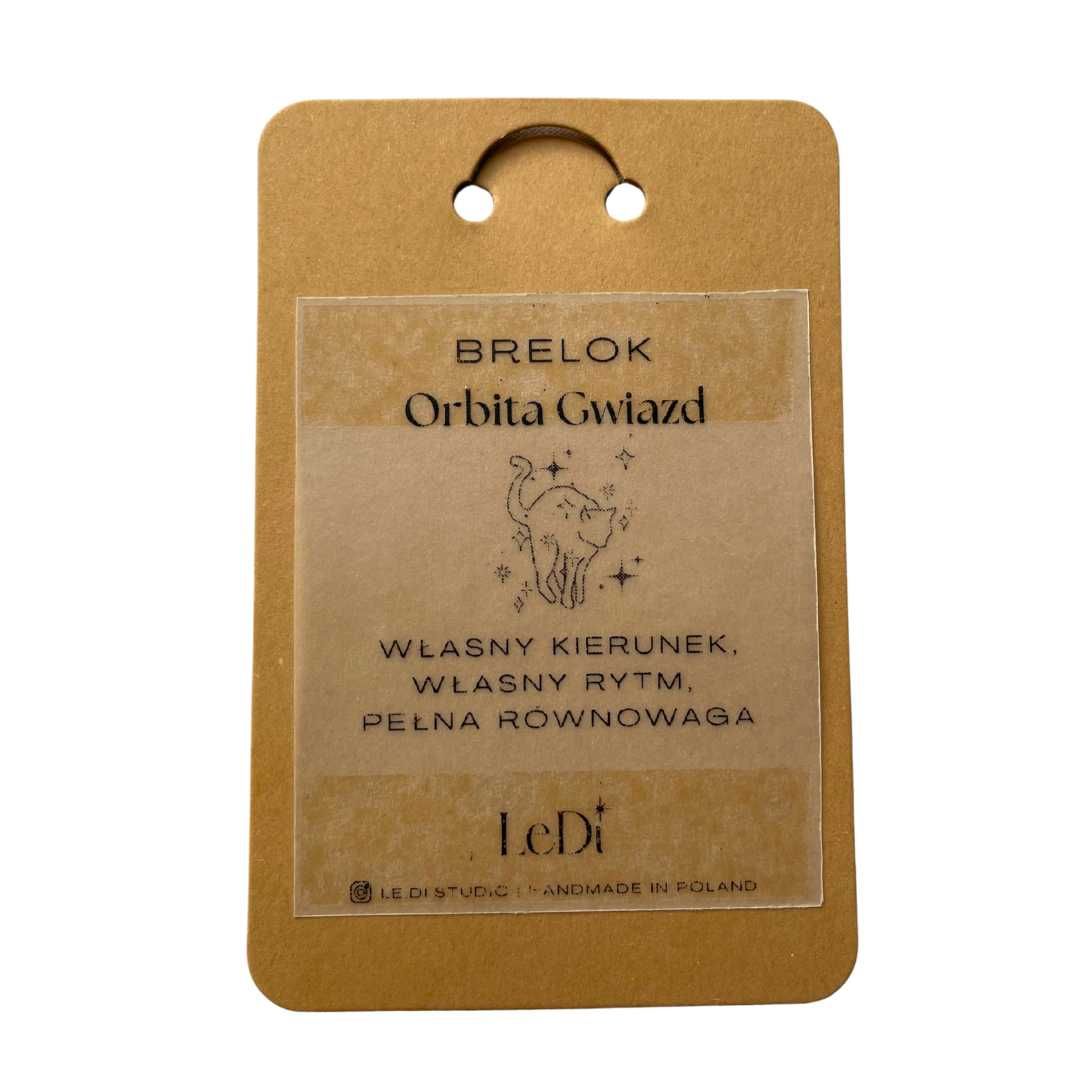 BRELOK
Orbita Gwiazd
WŁASNY KIERUNEK,
WŁASNY RYTM,
PEŁNA RÓWNOWAGA
LeDi
LE.DI STUDIO | HANDMADE IN POLAND